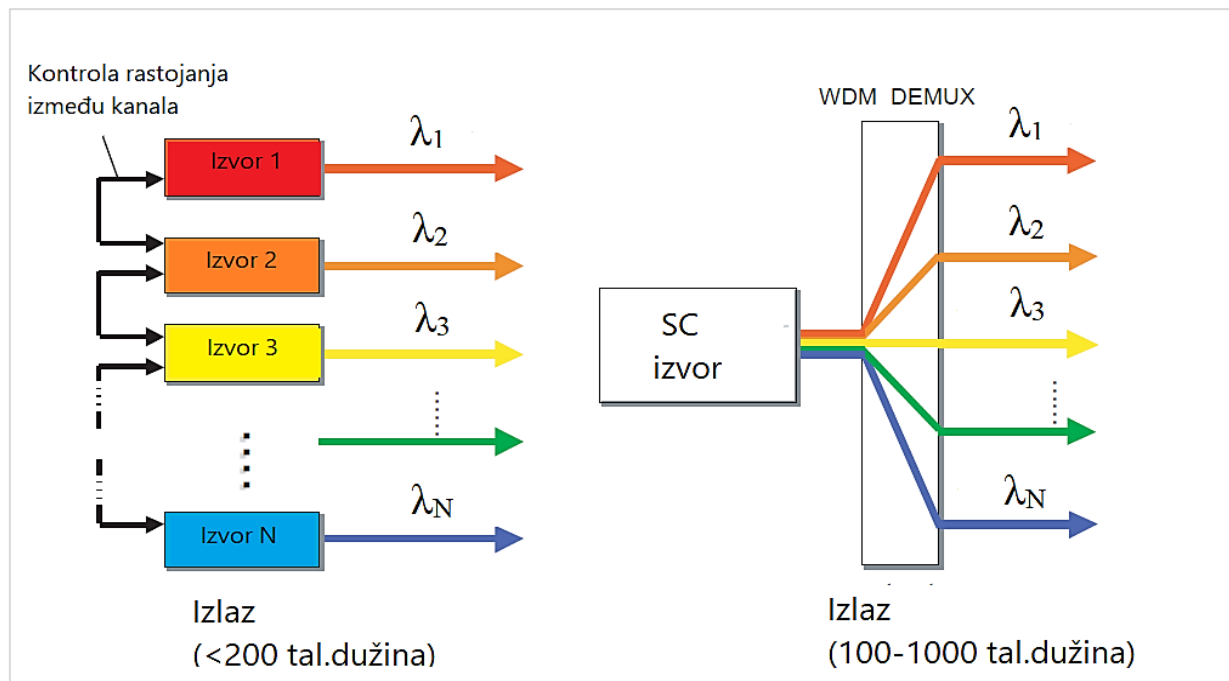 Kontrola rastojanja
između kanala
Izvor 1
λ1
Izvor 2
λ2
Izvor 3
λ3
Izvor N
λN
Izlaz
(<200 tal.dužina)
WDM DEMUX
SC
izvor
λ1
λ2
λ3
λN
Izlaz
(100-1000 tal.dužina)